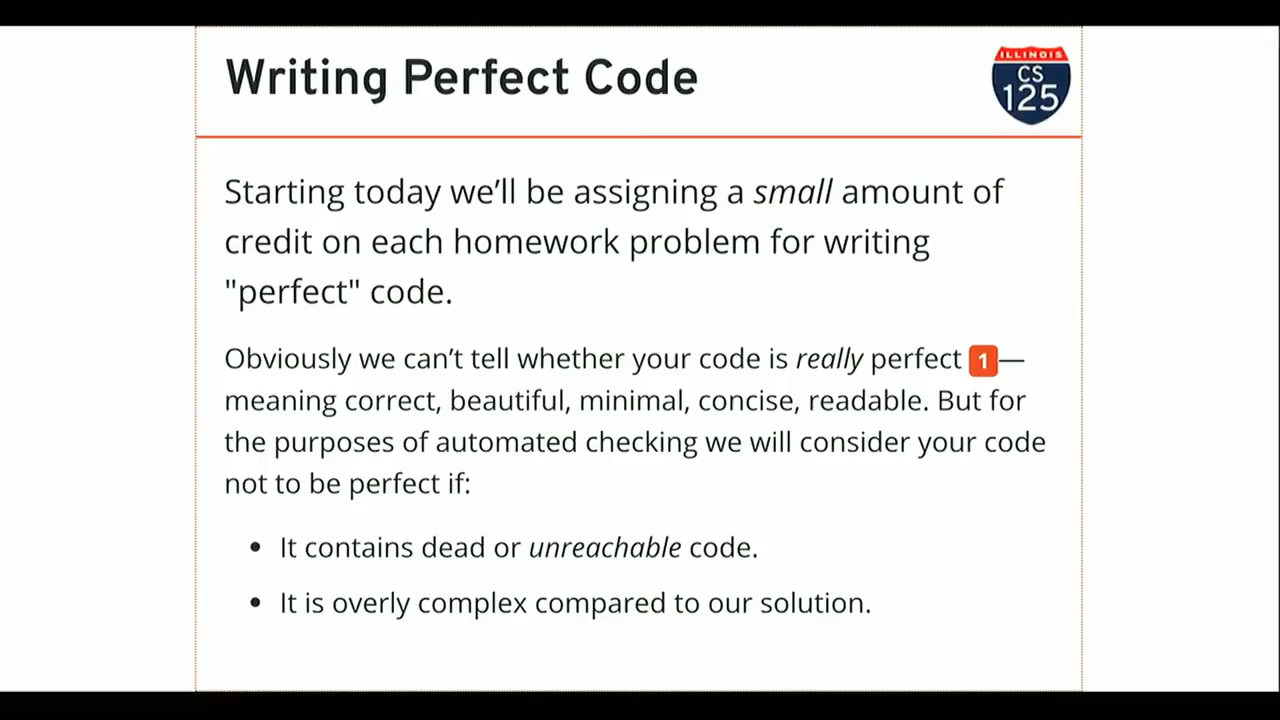 Writing Perfect Code
ILLINOIS
CS
125
Starting today we'll be assigning a small amount of
credit on each homework problem for writing
"perfect" code.
Obviously we can't tell whether your code is really perfect 1—
meaning correct, beautiful, minimal, concise, readable. But for
the purposes of automated checking we will consider your code
not to be perfect if:
• It contains dead or unreachable code.
• It is overly complex compared to our solution.